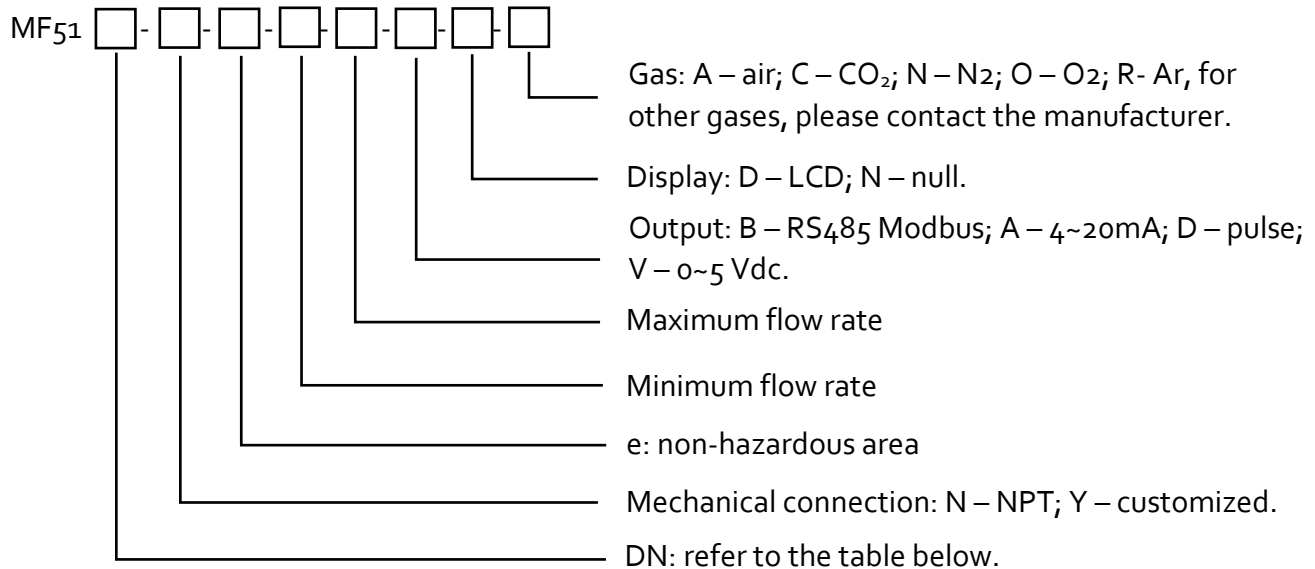 MF51 - - - - - - -
Gas: A – air; C – CO₂; N – N2; O – O2; R- Ar, for
other gases, please contact the manufacturer.
Display: D – LCD; N – null.
Output: B – RS485 Modbus; A – 4~20mA; D – pulse;
V – 0~5 Vdc.
Maximum flow rate
Minimum flow rate
e: non-hazardous area
Mechanical connection: N – NPT; Y – customized.
DN: refer to the table below.